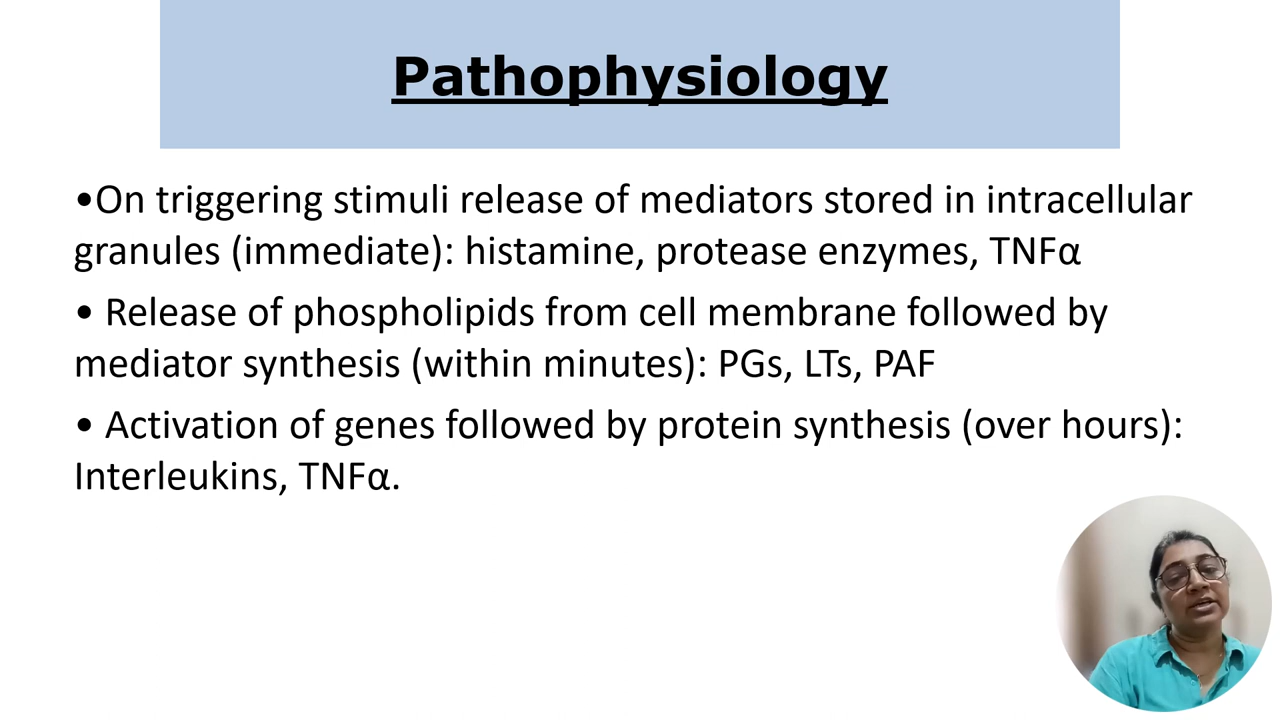 Pathophysiology
•On triggering stimuli release of mediators stored in intracellular
granules (immediate): histamine, protease enzymes, TNFα
• Release of phospholipids from cell membrane followed by
mediator synthesis (within minutes): PGs, LTs, PAF
• Activation of genes followed by protein synthesis (over hours):
Interleukins, TNFα.